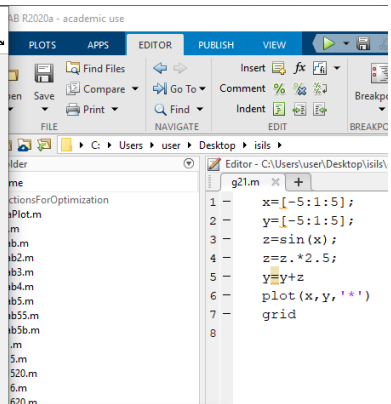 AB R2020a - academic use
PLOTS APPS EDITOR PUBLISH VIEW
Find Files Insert fx
Save Compare Go To Comment %
Print Find Indent
Breakpo
FILE NAVIGATE EDIT BREAKPO
C: Users user Desktop isils
Editor - C:\Users\user\Desktop\isils\
g21.m
ctionsForOptimization
aPlot.m
.m
ab.m
ab2.m
ab3.m
ab4.m
ab5.m
ab55.m
ab5b.m
.m
5.m
520.m
6.m
620.m
1 x=[-5:1:5];
2 y=[-5:1:5];
3 z=sin(x);
4 z=z.*2.5;
5 y=y+z
6 plot(x,y,'*')
7 grid
8